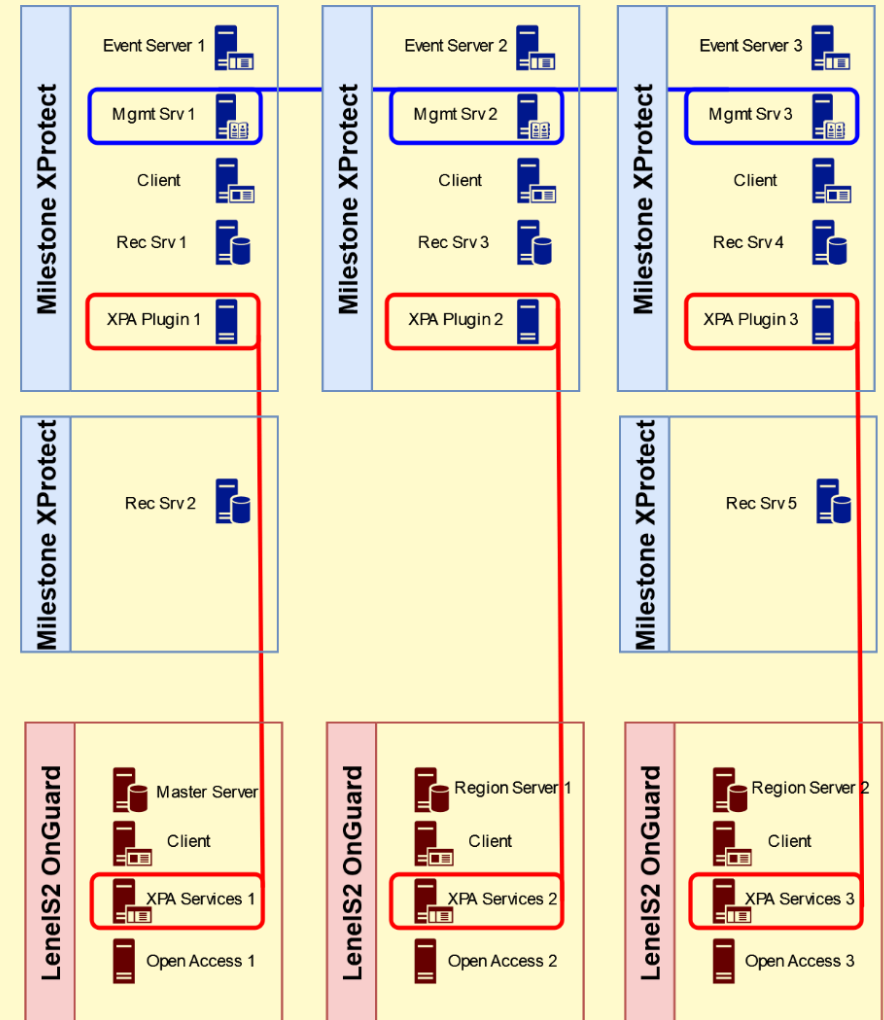 Milestone XProtect
Event Server 1
Mgmt Srv 1
Client
Rec Srv 1
XPA Plugin 1
Milestone XProtect
Event Server 2
Mgmt Srv 2
Client
Rec Srv 3
XPA Plugin 2
Milestone XProtect
Event Server 3
Mgmt Srv 3
Client
Rec Srv 4
XPA Plugin 3
Milestone XProtect
Rec Srv 2
Milestone XProtect
Rec Srv 5
LenelS2 OnGuard
Master Server
Client
XPA Services 1
Open Access 1
LenelS2 OnGuard
Region Server 1
Client
XPA Services 2
Open Access 2
LenelS2 OnGuard
Region Server 2
Client
XPA Services 3
Open Access 3